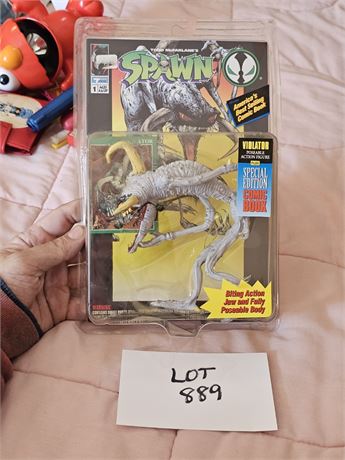 TODD McFARLANE'S
SPAWN
1
America's
Best Selling
Comic Book
VIOLATOR
POSEABLE
ACTION FIGURE
SPECIAL
EDITION
COMIC
BOOK
Biting Action
Jaw and Fully
Poseable Body
WARNING
LOT
889